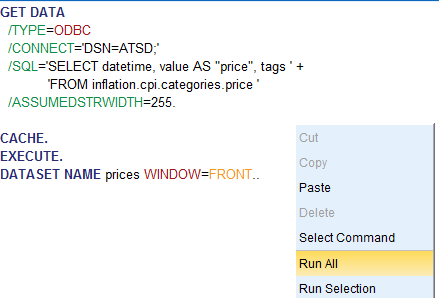 GET DATA
/TYPE=ODBC
/CONNECT='DSN=ATSD;'
/SQL='SELECT datetime, value AS "price", tags ' +
'FROM inflation.cpi.categories.price '
/ASSUMEDSTRWIDTH=255.
CACHE.
EXECUTE.
DATASET NAME prices WINDOW=FRONT..
Cut
Copy
Paste
Delete
Select Command
Run All
Run Selection